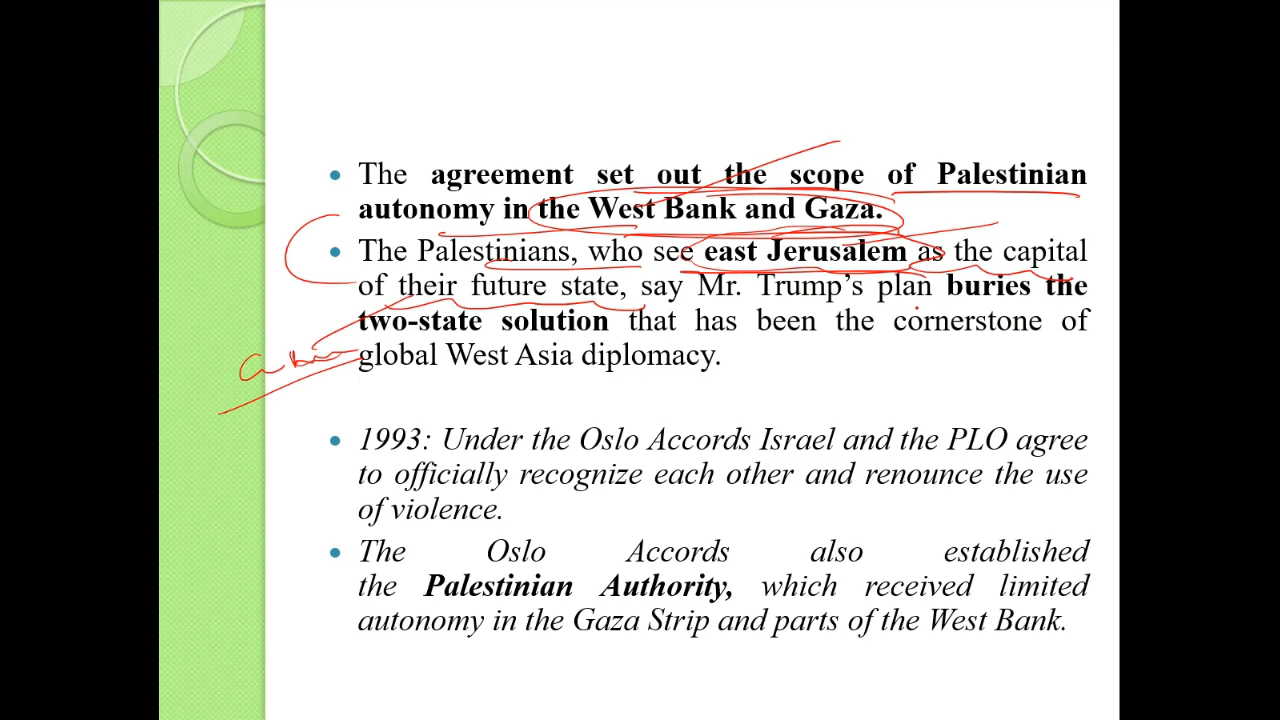 The agreement set out the scope of Palestinian
autonomy in the West Bank and Gaza.
The Palestinians, who see east Jerusalem as the capital
of their future state, say Mr. Trump’s plan buries the
two-state solution that has been the cornerstone of
global West Asia diplomacy.
1993: Under the Oslo Accords Israel and the PLO agree
to officially recognize each other and renounce the use
of violence.
The Oslo Accords also established
the Palestinian Authority, which received limited
autonomy in the Gaza Strip and parts of the West Bank.